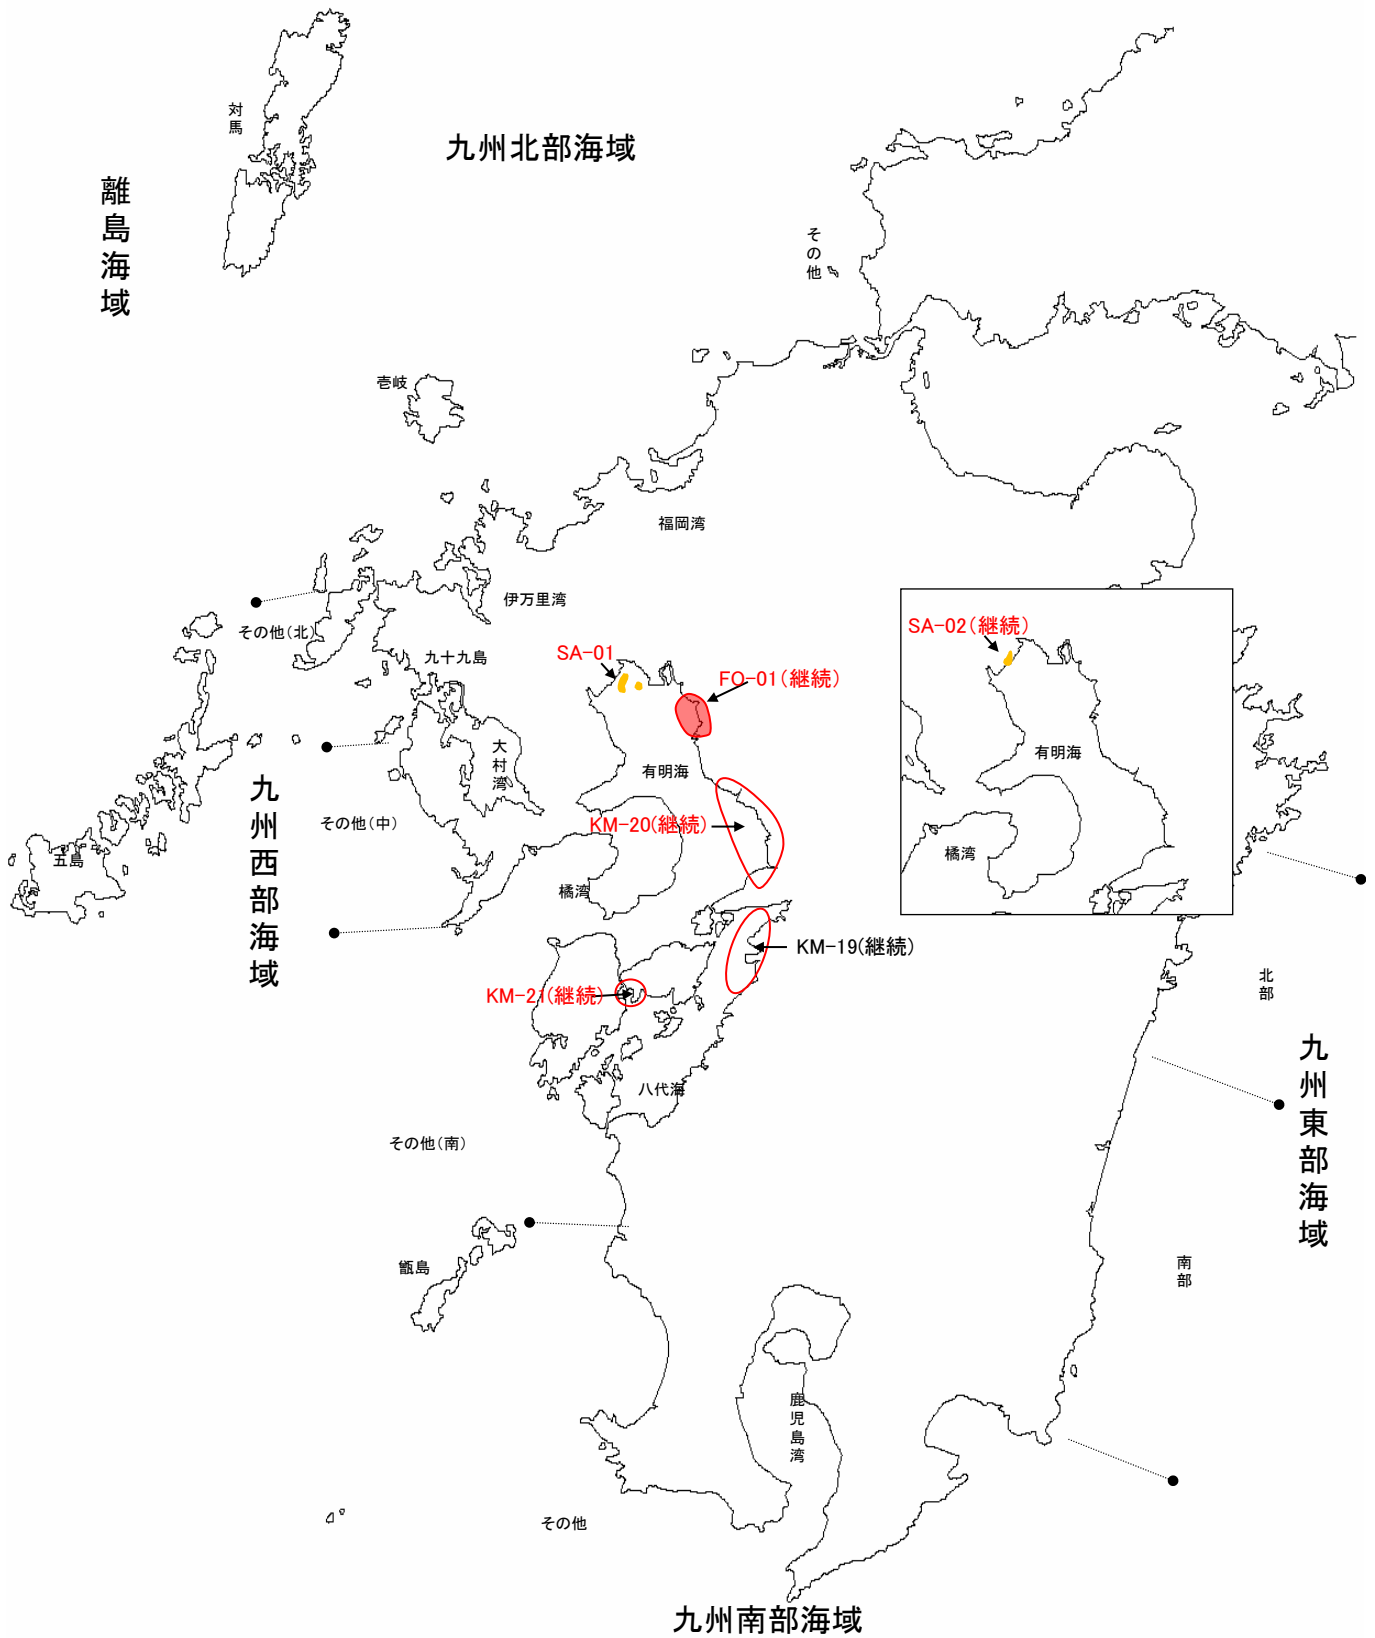 対馬
九州北部海域
離島海域
その他
壱岐
福岡湾
伊万里湾
その他(北)
九十九島
SA-01
FO-01(継続)
SA-02(継続)
大村湾
有明海
有明海
九州西部海域
その他(中)
KM-20(継続)
五島
橘湾
橘湾
KM-19(継続)
北部
KM-21(継続)
九州東部海域
八代海
その他(南)
甑島
南部
鹿児島湾
その他
九州南部海域